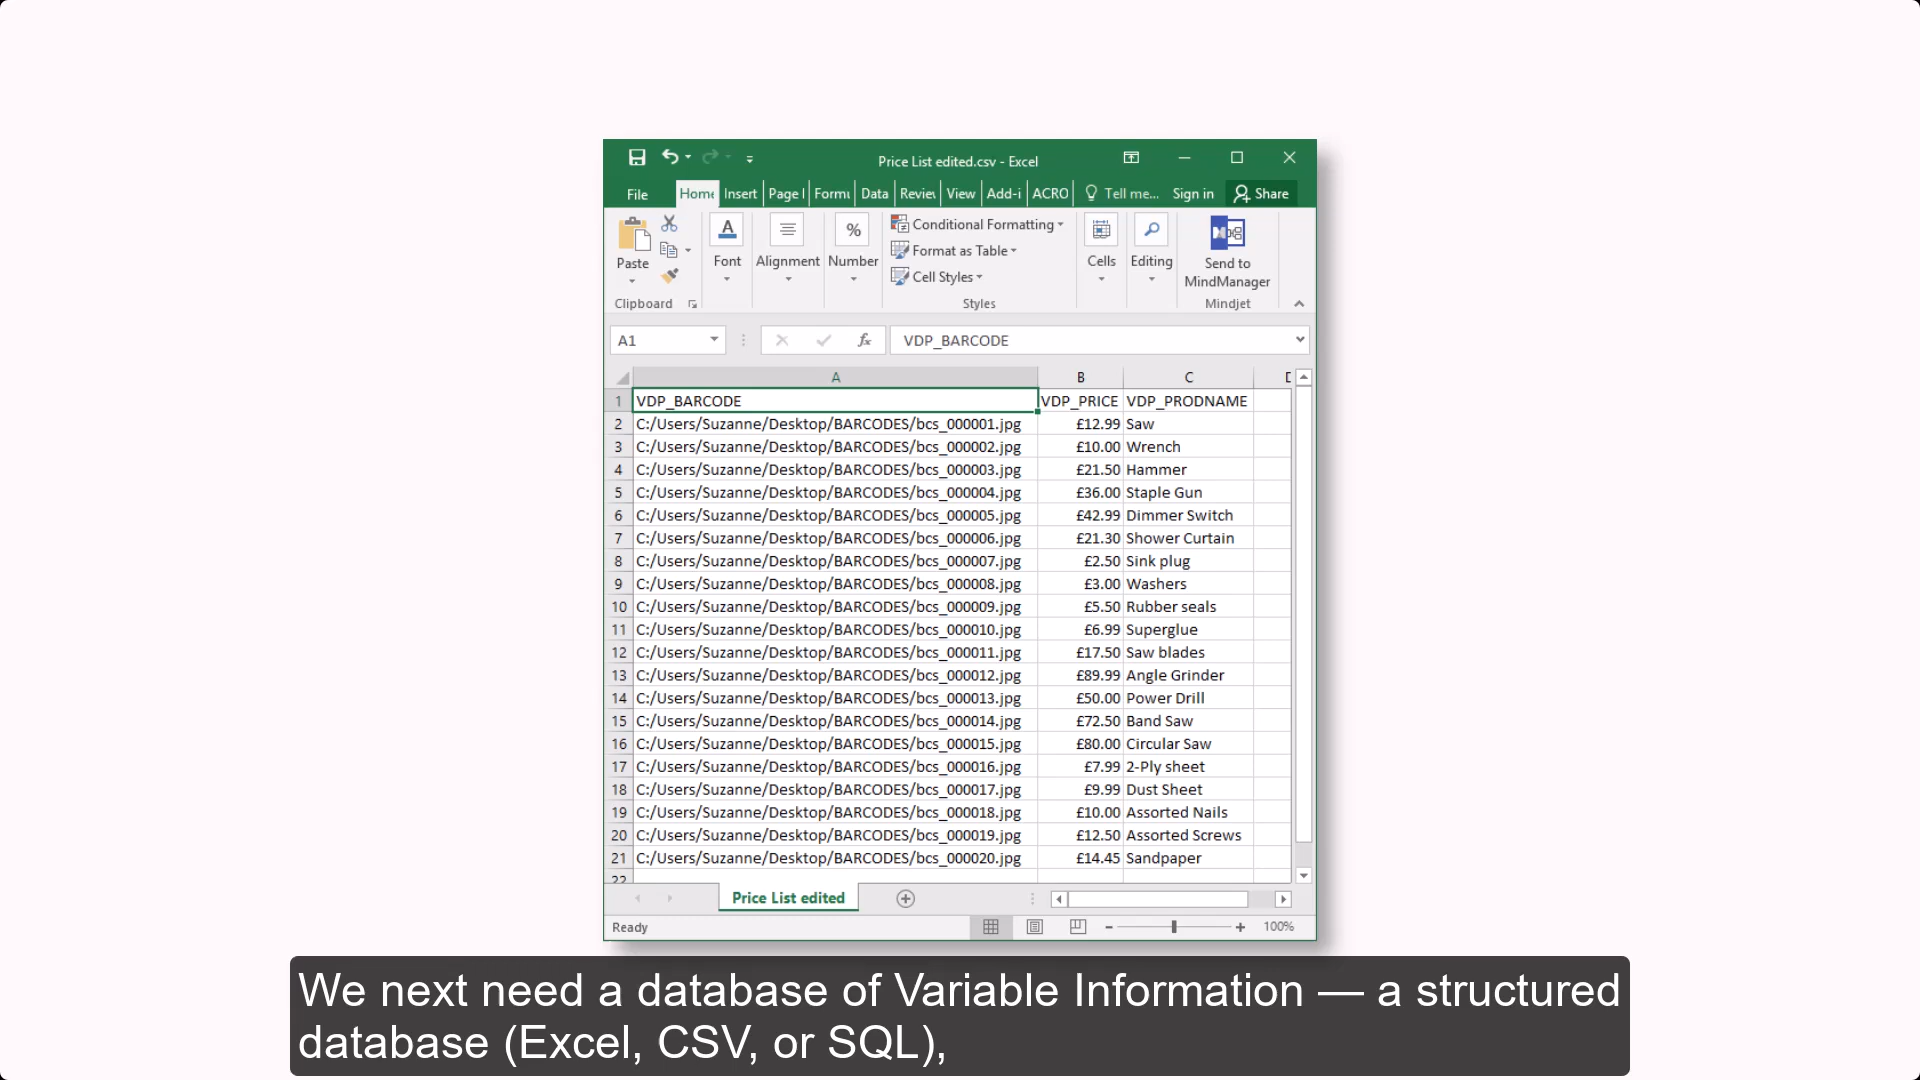 Price List edited.csv - Excel
File Home Insert Page l Formu Data Review View Add-i ACRO Tell me... Sign in Share
Paste
Font Alignment Number
Conditional Formatting
Format as Table
Cell Styles
Cells Editing
Send to
MindManager
Clipboard Styles Mindjet
A1 fx VDP_BARCODE
A B C
1 VDP_BARCODE VDP_PRICE VDP_PRODNAME
2 C:/Users/Suzanne/Desktop/BARCODES/bcs_000001.jpg £12.99 Saw
3 C:/Users/Suzanne/Desktop/BARCODES/bcs_000002.jpg £10.00 Wrench
4 C:/Users/Suzanne/Desktop/BARCODES/bcs_000003.jpg £21.50 Hammer
5 C:/Users/Suzanne/Desktop/BARCODES/bcs_000004.jpg £36.00 Staple Gun
6 C:/Users/Suzanne/Desktop/BARCODES/bcs_000005.jpg £42.99 Dimmer Switch
7 C:/Users/Suzanne/Desktop/BARCODES/bcs_000006.jpg £21.30 Shower Curtain
8 C:/Users/Suzanne/Desktop/BARCODES/bcs_000007.jpg £2.50 Sink plug
9 C:/Users/Suzanne/Desktop/BARCODES/bcs_000008.jpg £3.00 Washers
10 C:/Users/Suzanne/Desktop/BARCODES/bcs_000009.jpg £5.50 Rubber seals
11 C:/Users/Suzanne/Desktop/BARCODES/bcs_000010.jpg £6.99 Superglue
12 C:/Users/Suzanne/Desktop/BARCODES/bcs_000011.jpg £17.50 Saw blades
13 C:/Users/Suzanne/Desktop/BARCODES/bcs_000012.jpg £89.99 Angle Grinder
14 C:/Users/Suzanne/Desktop/BARCODES/bcs_000013.jpg £50.00 Power Drill
15 C:/Users/Suzanne/Desktop/BARCODES/bcs_000014.jpg £72.50 Band Saw
16 C:/Users/Suzanne/Desktop/BARCODES/bcs_000015.jpg £80.00 Circular Saw
17 C:/Users/Suzanne/Desktop/BARCODES/bcs_000016.jpg £7.99 2-Ply sheet
18 C:/Users/Suzanne/Desktop/BARCODES/bcs_000017.jpg £9.99 Dust Sheet
19 C:/Users/Suzanne/Desktop/BARCODES/bcs_000018.jpg £10.00 Assorted Nails
20 C:/Users/Suzanne/Desktop/BARCODES/bcs_000019.jpg £12.50 Assorted Screws
21 C:/Users/Suzanne/Desktop/BARCODES/bcs_000020.jpg £14.45 Sandpaper
22
Price List edited
Ready 100%
We next need a database of Variable Information — a structured
database (Excel, CSV, or SQL),